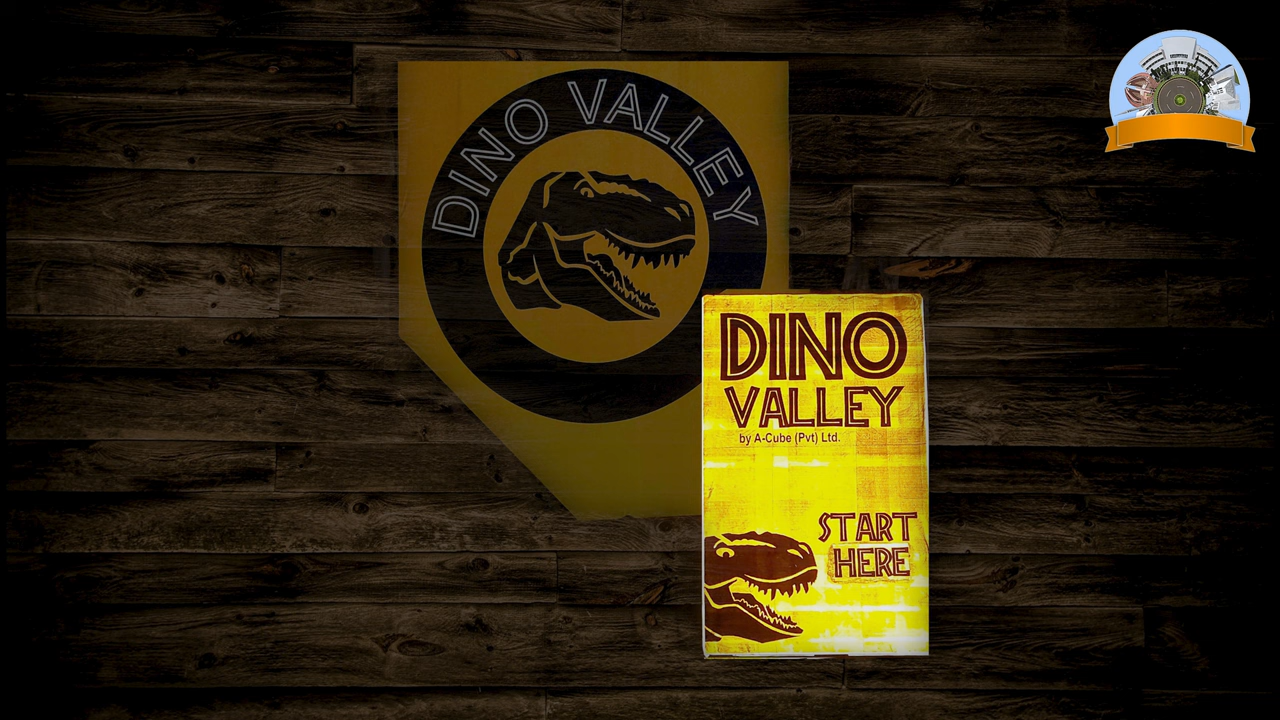 DINO VALLEY
DINO
VALLEY
by A-Cube (Pvt) Ltd.
START
HERE